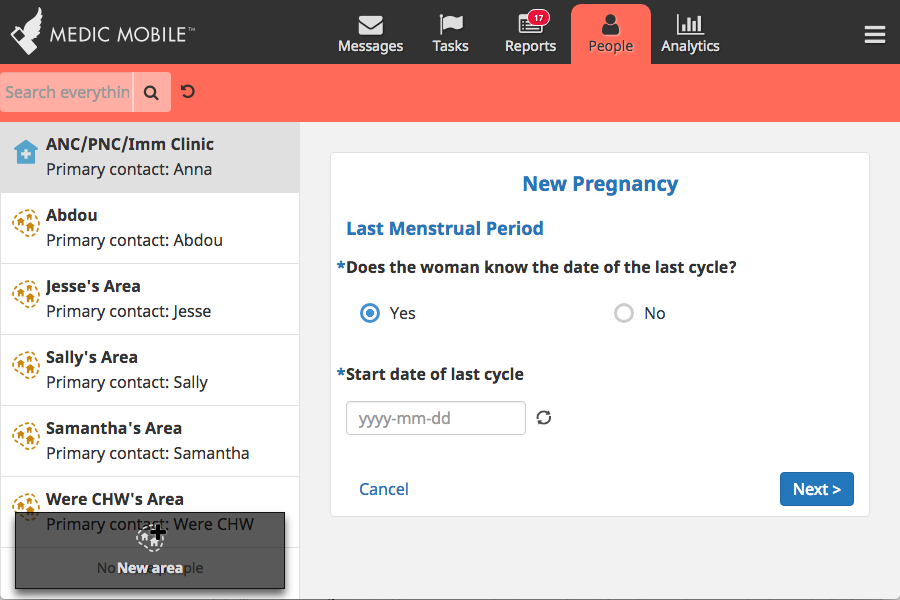 MEDIC MOBILE™
Messages
Tasks
17
Reports
People
Analytics
Search everythin
ANC/PNC/Imm Clinic
Primary contact: Anna
Abdou
Primary contact: Abdou
Jesse's Area
Primary contact: Jesse
Sally's Area
Primary contact: Sally
Samantha's Area
Primary contact: Samantha
Were CHW's Area
Primary contact: Were CHW
New area
New Pregnancy
Last Menstrual Period
*Does the woman know the date of the last cycle?
Yes
No
*Start date of last cycle
yyyy-mm-dd
Cancel
Next >